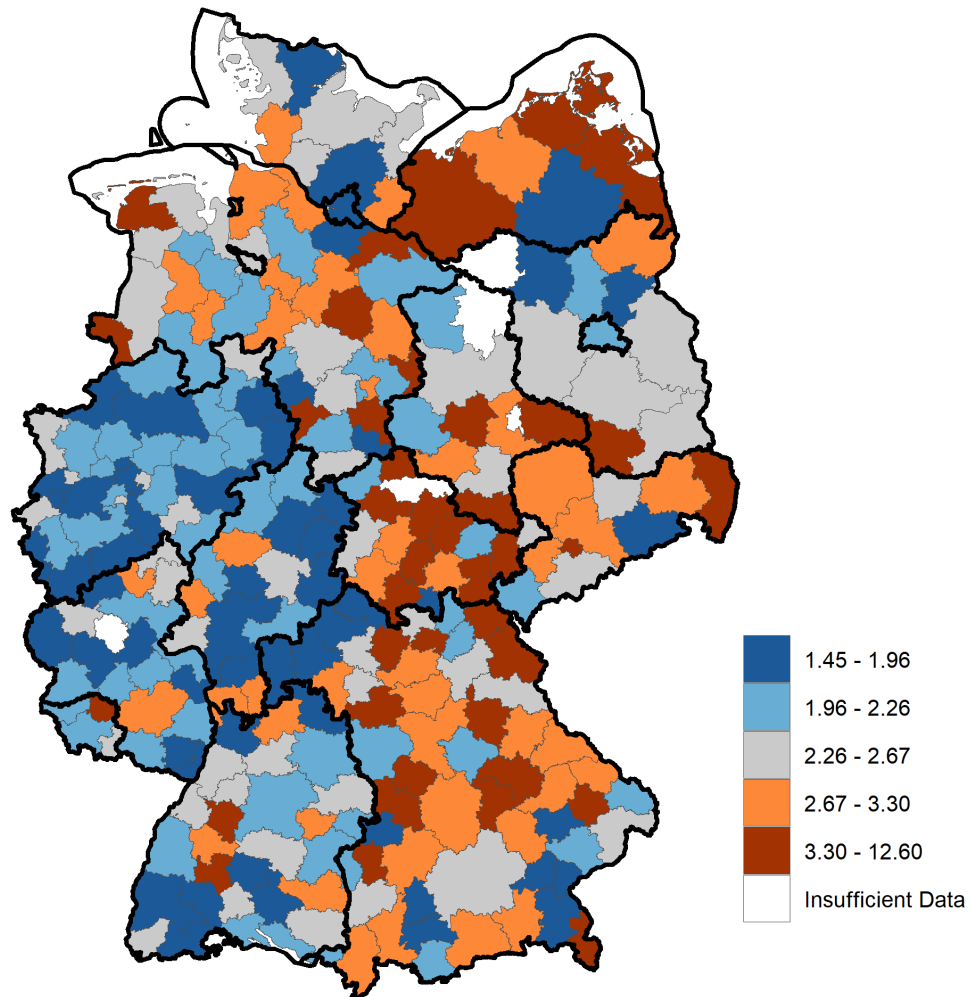 1.45 - 1.96
1.96 - 2.26
2.26 - 2.67
2.67 - 3.30
3.30 - 12.60
Insufficient Data